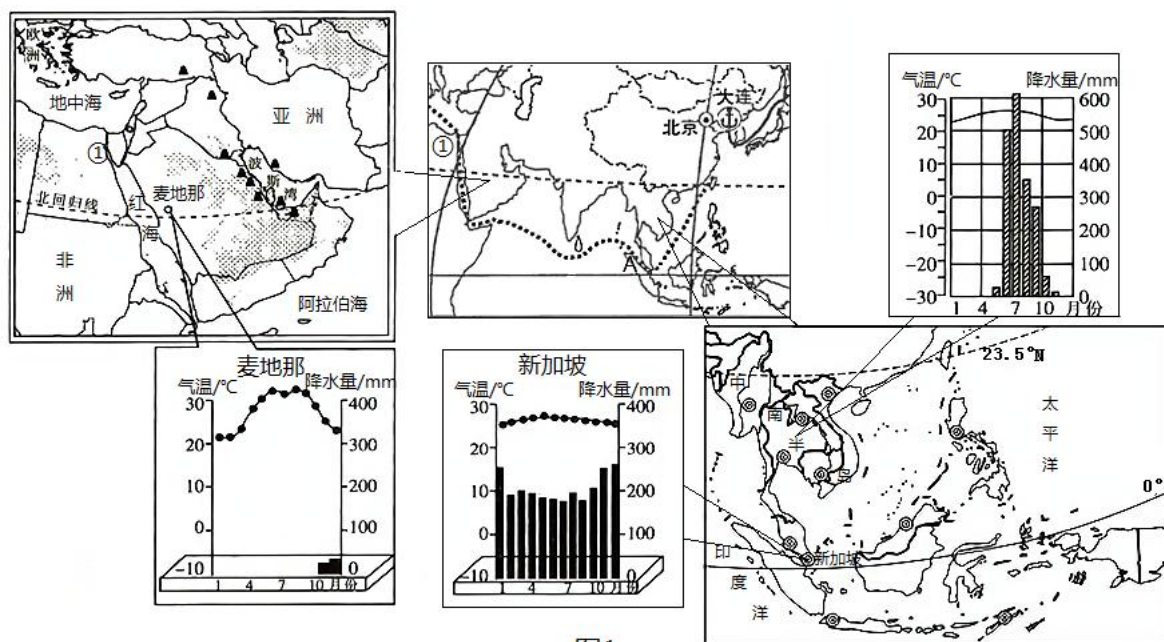 欧洲
地中海
亚 洲
①
波斯湾
麦地那
北回归线
红海
非洲
阿拉伯海
①
大连
北京
A
气温/℃ 降水量/mm
30 600
20 500
10 400
0 300
-10 200
-20 100
-30 0
1 4 7 10 月份
麦地那
气温/℃ 降水量/mm
30 400
20 300
10 200
0 100
-10 0
1 4 7 10 月份
新加坡
气温/℃ 降水量/mm
30 400
20 300
10 200
0 100
-10 0
1 4 7 10 月份
23.5°N
中南半岛
太平洋
0°
新加坡
印度洋